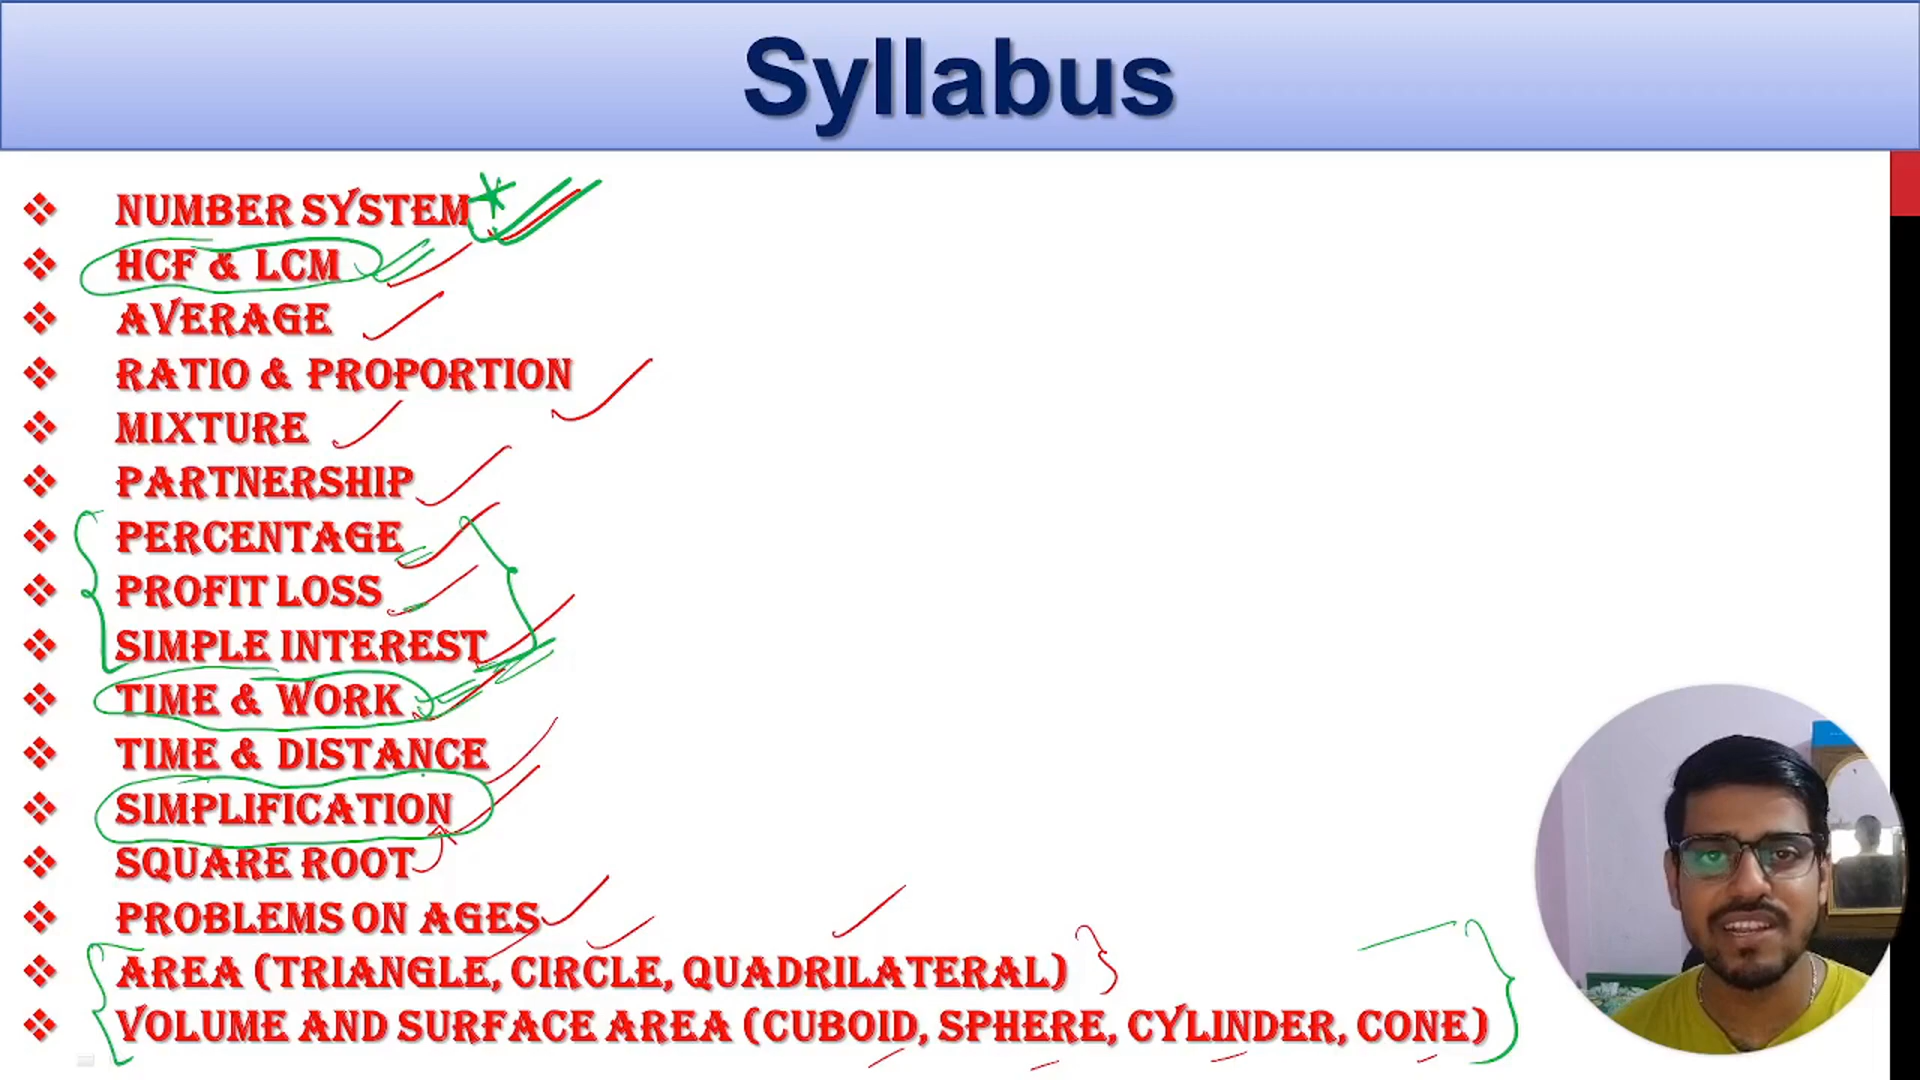 Syllabus
NUMBER SYSTEM
HCF & LCM
AVERAGE
RATIO & PROPORTION
MIXTURE
PARTNERSHIP
PERCENTAGE
PROFIT LOSS
SIMPLE INTEREST
TIME & WORK
TIME & DISTANCE
SIMPLIFICATION
SQUARE ROOT
PROBLEMS ON AGES
AREA (TRIANGLE, CIRCLE, QUADRILATERAL)
VOLUME AND SURFACE AREA (CUBOID, SPHERE, CYLINDER, CONE)